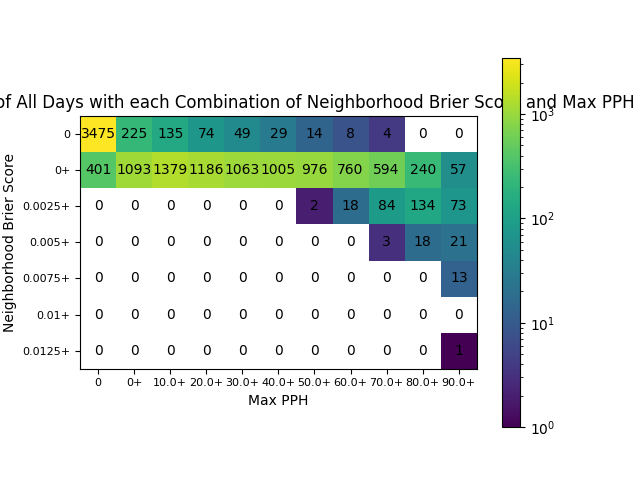 of All Days with each Combination of Neighborhood Brier Score and Max PPH
0 3475 225 135 74 49 29 14 8 4 0 0
0+ 401 1093 1379 1186 1063 1005 976 760 594 240 57
0.0025+ 0 0 0 0 0 0 2 18 84 134 73
0.005+ 0 0 0 0 0 0 0 0 3 18 21
0.0075+ 0 0 0 0 0 0 0 0 0 0 13
0.01+ 0 0 0 0 0 0 0 0 0 0 0
0.0125+ 0 0 0 0 0 0 0 0 0 0 1
0 0+ 10.0+ 20.0+ 30.0+ 40.0+ 50.0+ 60.0+ 70.0+ 80.0+ 90.0+
Max PPH
Neighborhood Brier Score
10³
10²
10¹
10⁰